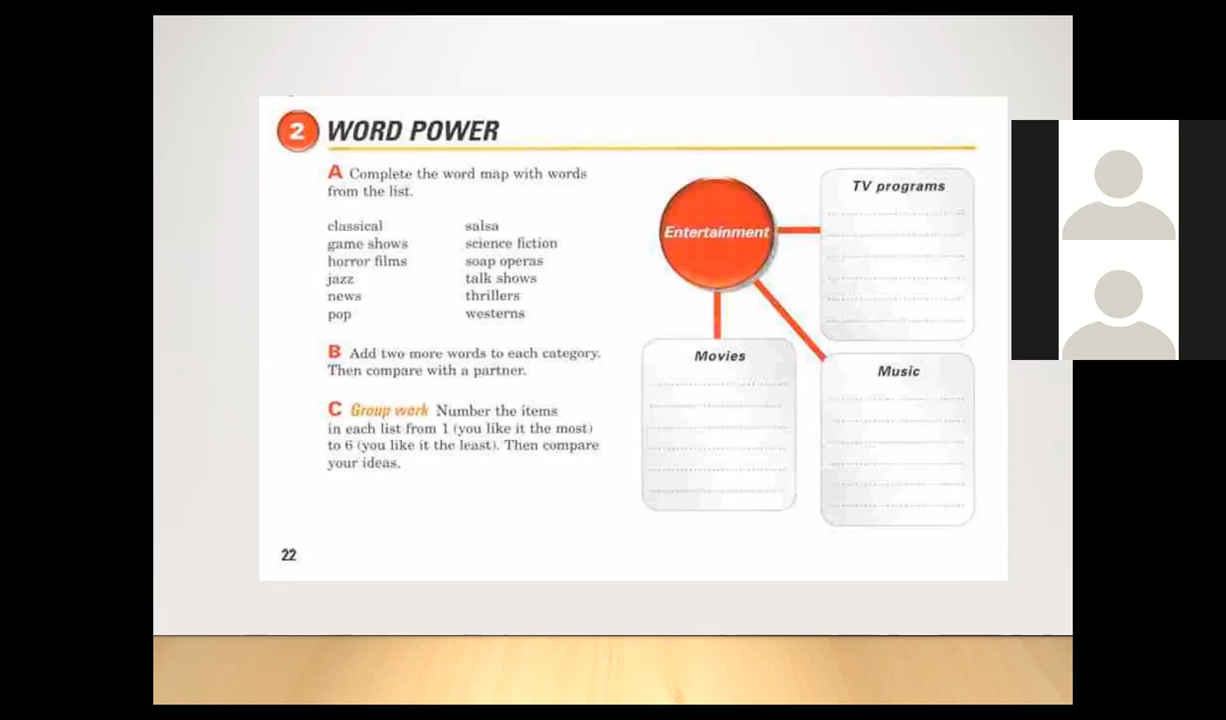 2 WORD POWER
A Complete the word map with words
from the list.
classical salsa
game shows science fiction
horror films soap operas
jazz talk shows
news thrillers
pop westerns
B Add two more words to each category.
Then compare with a partner.
C Group work Number the items
in each list from 1 (you like it the most)
to 6 (you like it the least). Then compare
your ideas.
Entertainment
TV programs
Movies
Music
22